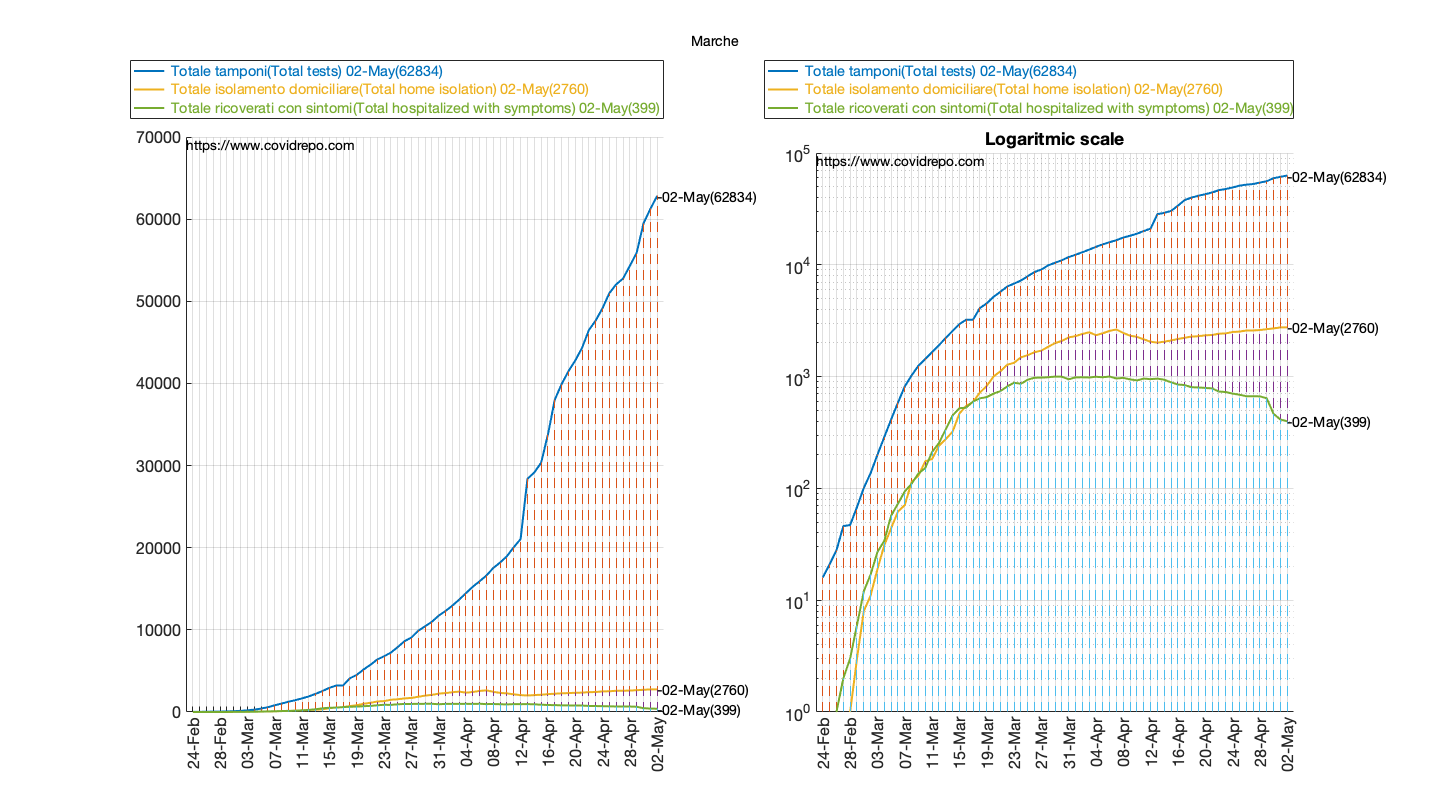 Marche
Totale tamponi(Total tests) 02-May(62834)
Totale isolamento domiciliare(Total home isolation) 02-May(2760)
Totale ricoverati con sintomi(Total hospitalized with symptoms) 02-May(399)
70000
60000
50000
40000
30000
20000
10000
0
https://www.covidrepo.com
02-May(62834)
02-May(2760)
02-May(399)
24-Feb
28-Feb
03-Mar
07-Mar
11-Mar
15-Mar
19-Mar
23-Mar
27-Mar
31-Mar
04-Apr
08-Apr
12-Apr
16-Apr
20-Apr
24-Apr
28-Apr
02-May
Totale tamponi(Total tests) 02-May(62834)
Totale isolamento domiciliare(Total home isolation) 02-May(2760)
Totale ricoverati con sintomi(Total hospitalized with symptoms) 02-May(399)
Logaritmic scale
10^5
10^4
10^3
10^2
10^1
10^0
https://www.covidrepo.com
02-May(62834)
02-May(2760)
02-May(399)
24-Feb
28-Feb
03-Mar
07-Mar
11-Mar
15-Mar
19-Mar
23-Mar
27-Mar
31-Mar
04-Apr
08-Apr
12-Apr
16-Apr
20-Apr
24-Apr
28-Apr
02-May